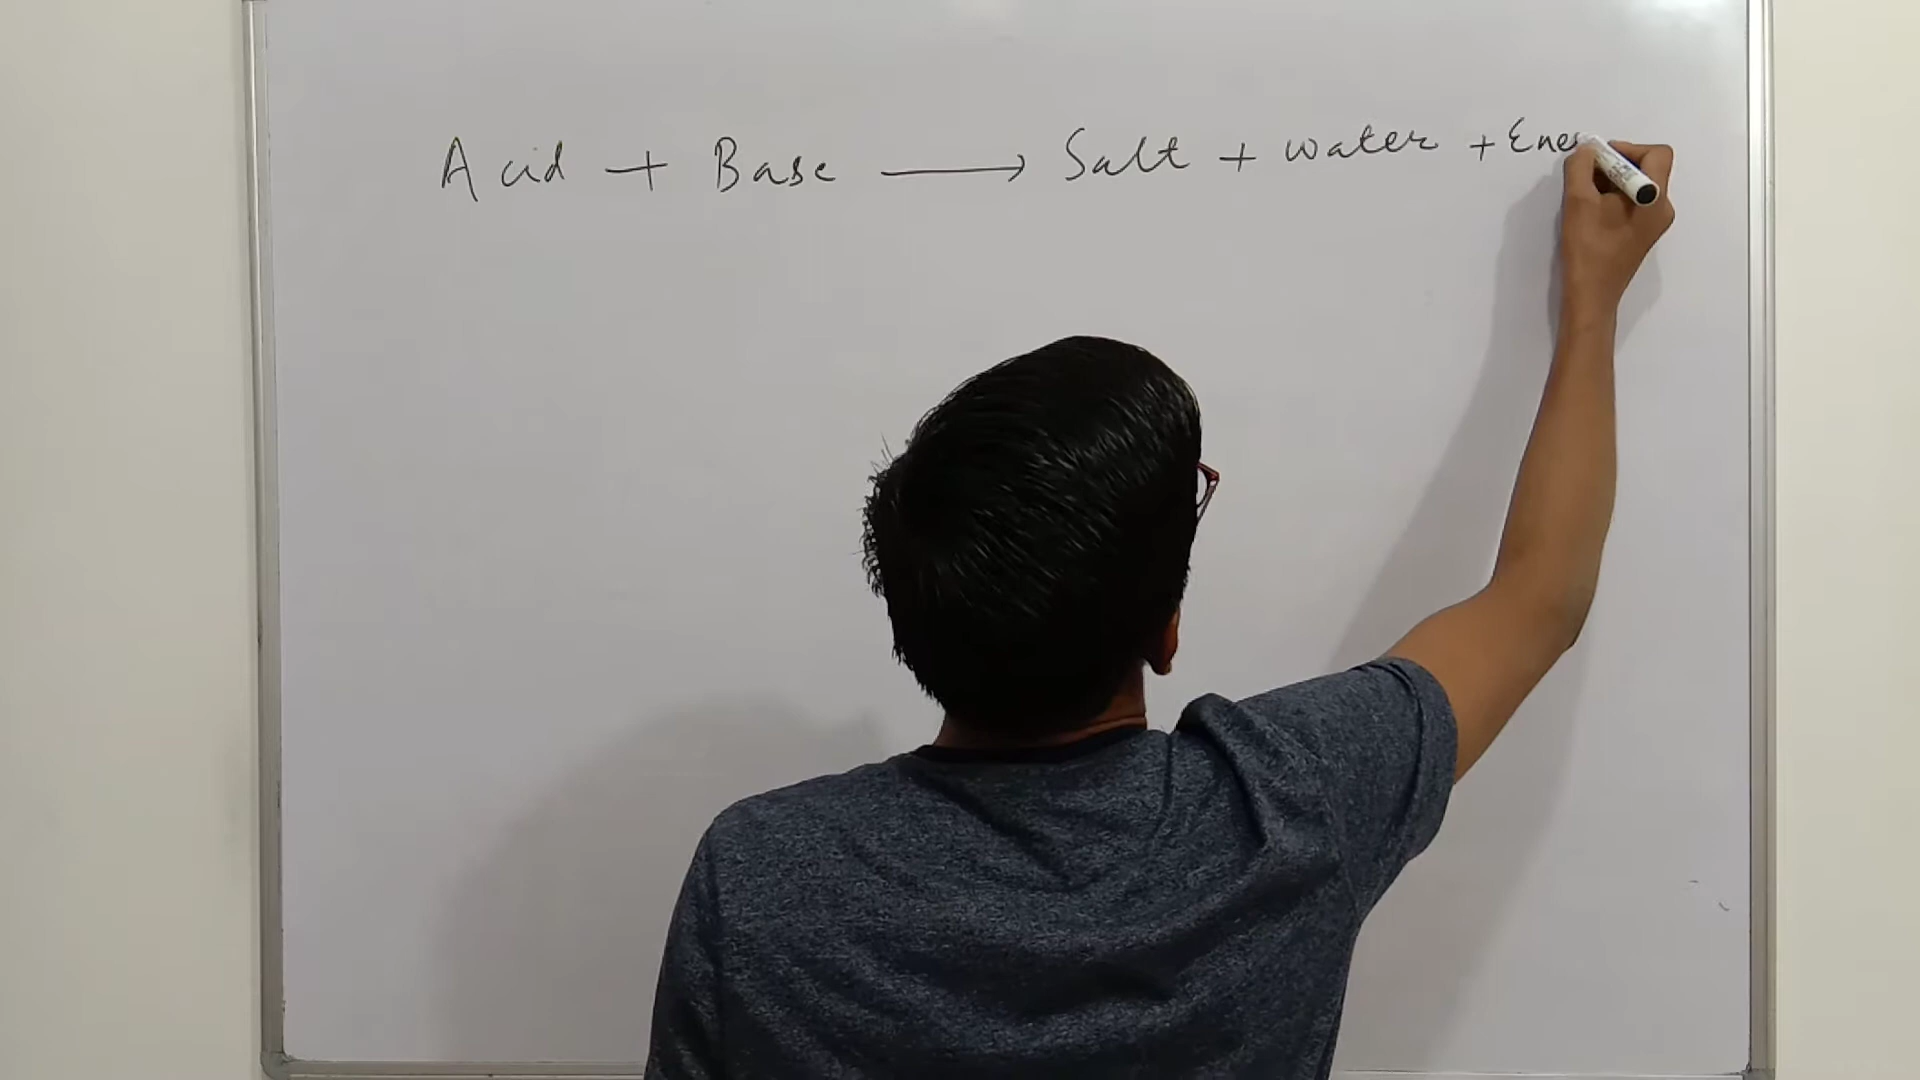 Acid + Base → Salt + water + Ene